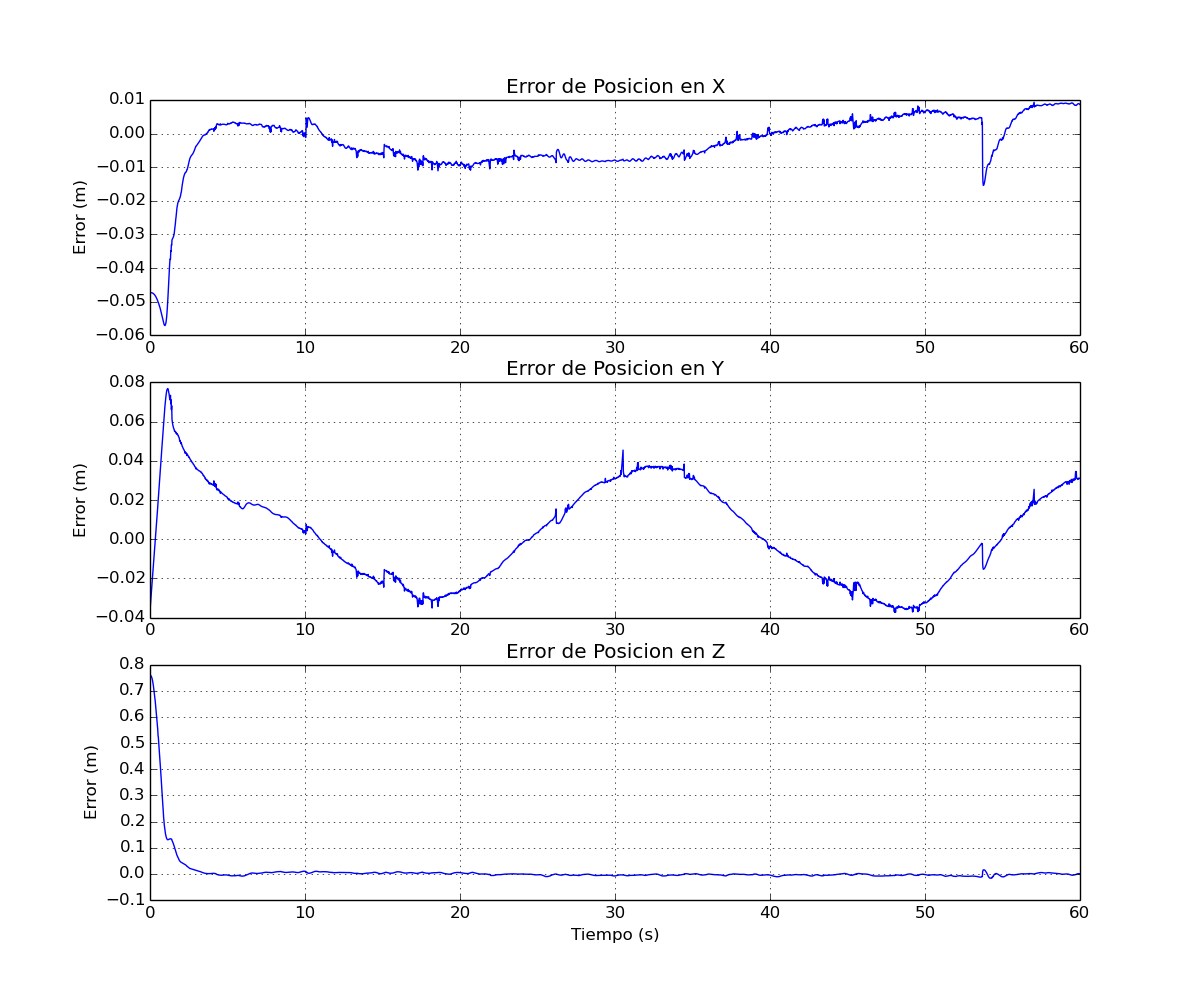 Error de Posicion en X
0.01
0.00
−0.01
−0.02
−0.03
−0.04
−0.05
−0.06
Error (m)
0 10 20 30 40 50 60
Error de Posicion en Y
0.08
0.06
0.04
0.02
0.00
−0.02
−0.04
Error (m)
0 10 20 30 40 50 60
Error de Posicion en Z
0.8
0.7
0.6
0.5
0.4
0.3
0.2
0.1
0.0
−0.1
Error (m)
0 10 20 30 40 50 60
Tiempo (s)